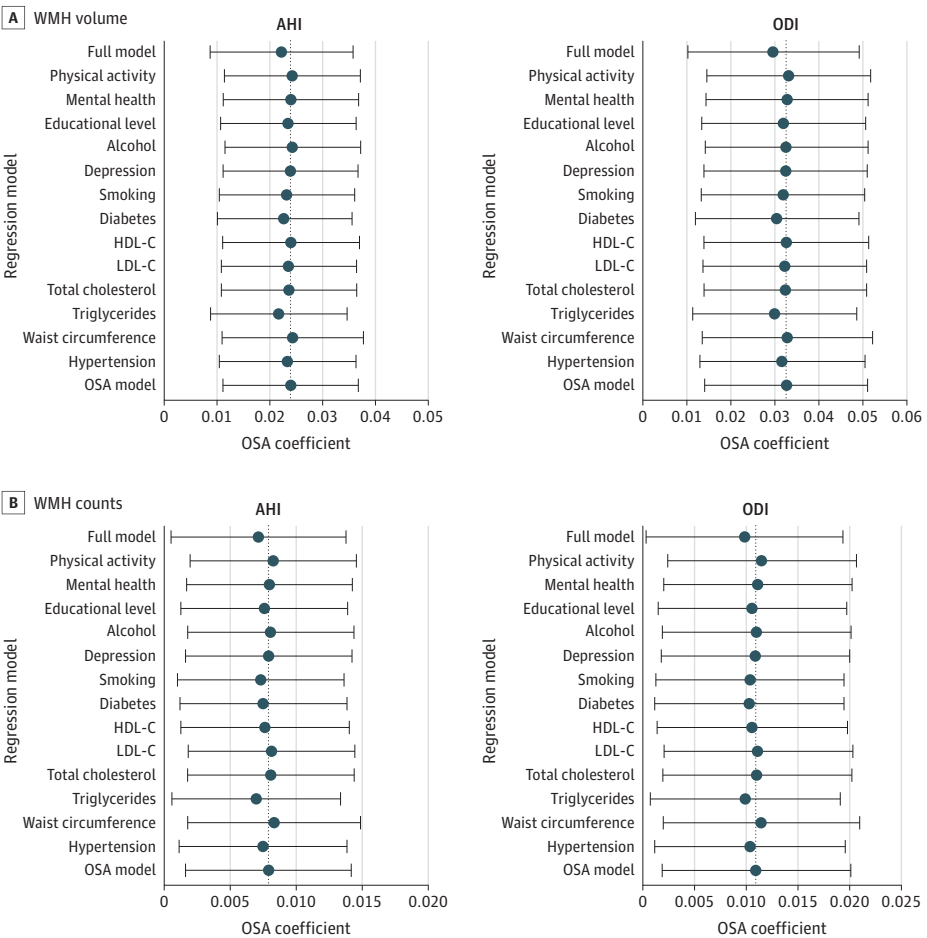 A WMH volume
AHI
Regression model
Full model
Physical activity
Mental health
Educational level
Alcohol
Depression
Smoking
Diabetes
HDL-C
LDL-C
Total cholesterol
Triglycerides
Waist circumference
Hypertension
OSA model
0 0.01 0.02 0.03 0.04 0.05
OSA coefficient
ODI
Regression model
Full model
Physical activity
Mental health
Educational level
Alcohol
Depression
Smoking
Diabetes
HDL-C
LDL-C
Total cholesterol
Triglycerides
Waist circumference
Hypertension
OSA model
0 0.01 0.02 0.03 0.04 0.05 0.06
OSA coefficient
B WMH counts
AHI
Regression model
Full model
Physical activity
Mental health
Educational level
Alcohol
Depression
Smoking
Diabetes
HDL-C
LDL-C
Total cholesterol
Triglycerides
Waist circumference
Hypertension
OSA model
0 0.005 0.010 0.015 0.020
OSA coefficient
ODI
Regression model
Full model
Physical activity
Mental health
Educational level
Alcohol
Depression
Smoking
Diabetes
HDL-C
LDL-C
Total cholesterol
Triglycerides
Waist circumference
Hypertension
OSA model
0 0.005 0.010 0.015 0.020 0.025
OSA coefficient